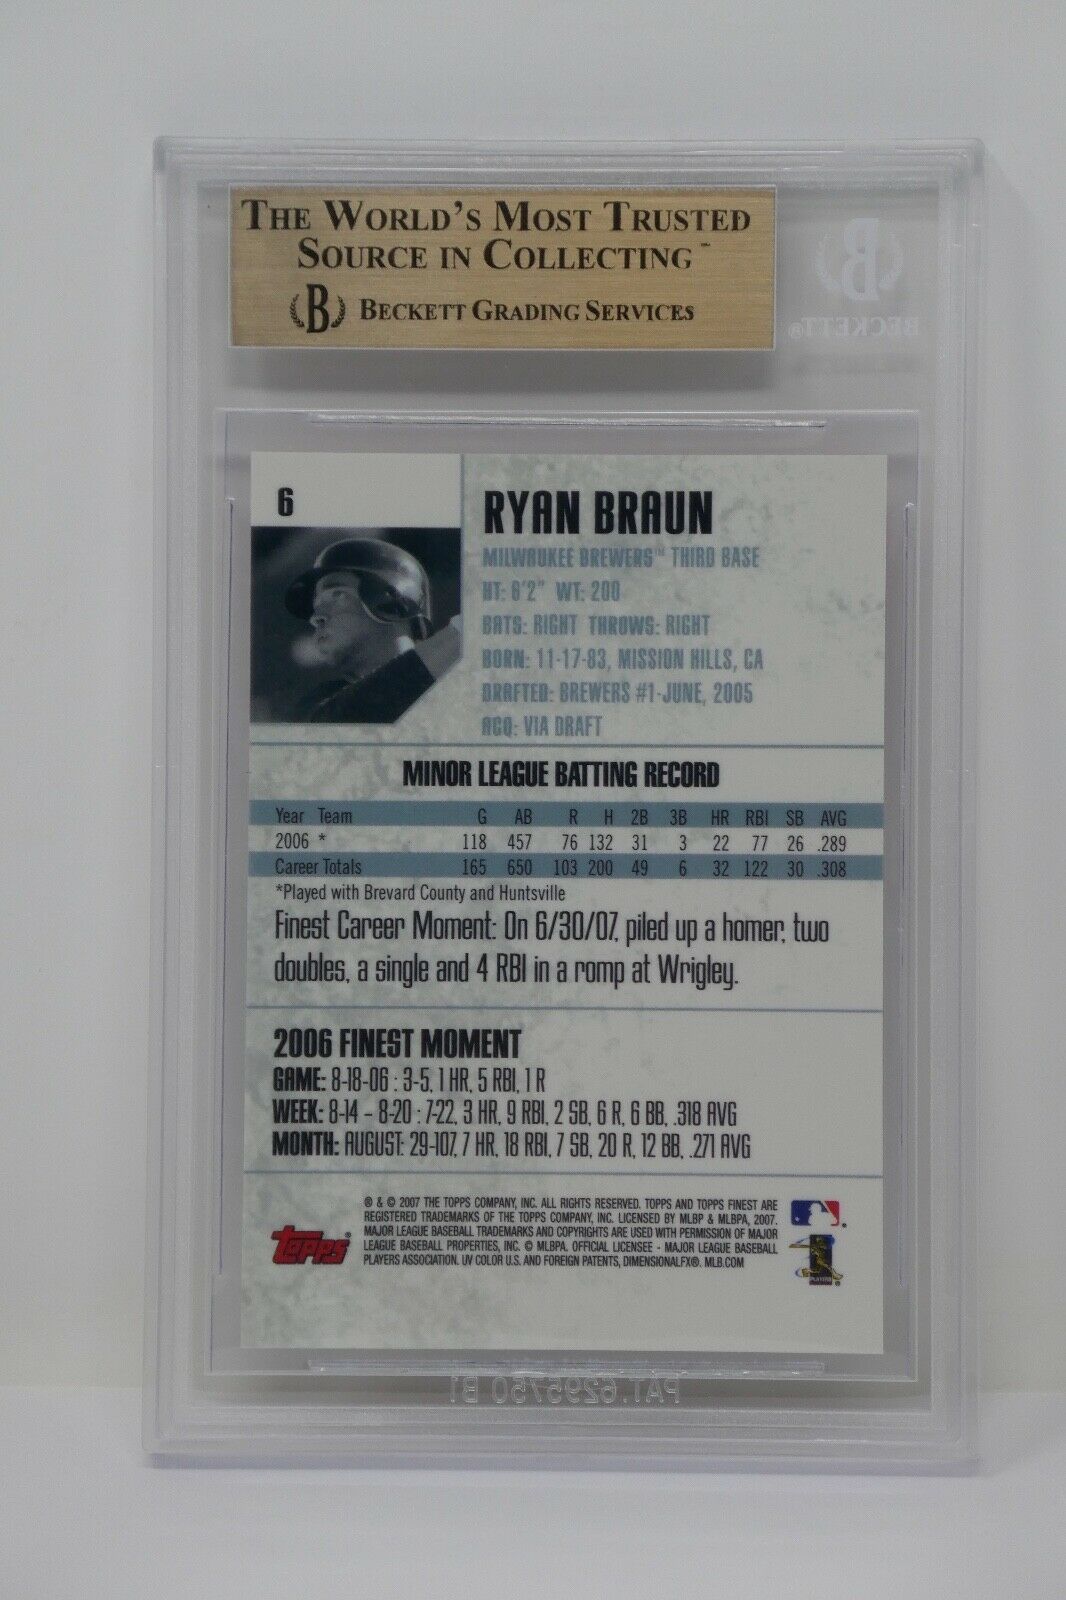 THE WORLD'S MOST TRUSTED
SOURCE IN COLLECTING™
B BECKETT GRADING SERVICES
B
BECKETT®
6
RYAN BRAUN
MILWAUKEE BREWERS™ THIRD BASE
HT: 6'2" WT: 200
BATS: RIGHT THROWS: RIGHT
BORN: 11-17-83, MISSION HILLS, CA
DRAFTED: BREWERS #1-JUNE, 2005
ACQ: VIA DRAFT
MINOR LEAGUE BATTING RECORD
Year Team G AB R H 2B 3B HR RBI SB AVG
2006 * 118 457 76 132 31 3 22 77 26 .289
Career Totals 165 650 103 200 49 6 32 122 30 .308
*Played with Brevard County and Huntsville
Finest Career Moment: On 6/30/07, piled up a homer, two
doubles, a single and 4 RBI in a romp at Wrigley.
2006 FINEST MOMENT
GAME: 8-18-06 : 3-5, 1 HR, 5 RBI, 1 R
WEEK: 8-14 – 8-20 : 7-22, 3 HR, 9 RBI, 2 SB, 6 R, 6 BB, .318 AVG
MONTH: AUGUST: 29-107, 7 HR, 18 RBI, 7 SB, 20 R, 12 BB, .271 AVG
topps®
® & © 2007 THE TOPPS COMPANY, INC. ALL RIGHTS RESERVED. TOPPS AND TOPPS FINEST ARE
REGISTERED TRADEMARKS OF THE TOPPS COMPANY, INC. LICENSED BY MLBP & MLBPA, 2007.
MAJOR LEAGUE BASEBALL TRADEMARKS AND COPYRIGHTS ARE USED WITH PERMISSION OF MAJOR
LEAGUE BASEBALL PROPERTIES, INC. © MLBPA. OFFICIAL LICENSEE - MAJOR LEAGUE BASEBALL
PLAYERS ASSOCIATION. UV COLOR U.S. AND FOREIGN PATENTS, DIMENSIONALFX®. MLB.COM
PLAYERS
PAT.6295750 B1